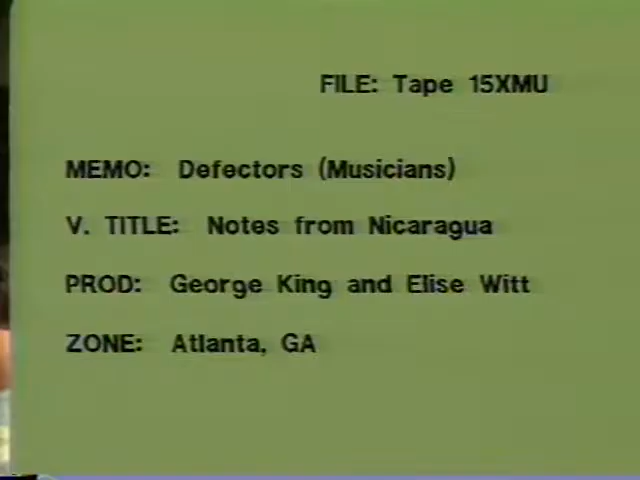 FILE: Tape 15XMU
MEMO: Defectors (Musicians)
V. TITLE: Notes from Nicaragua
PROD: George King and Elise Witt
ZONE: Atlanta, GA